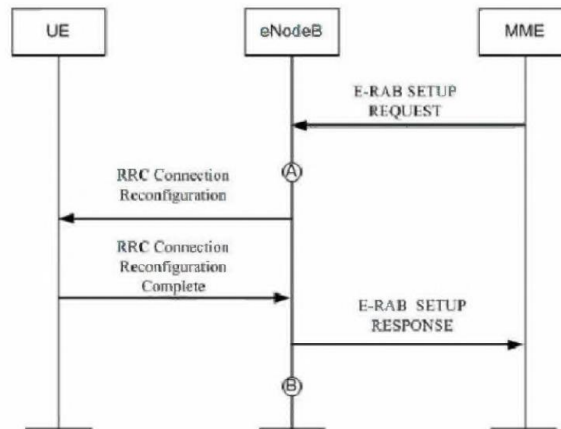 UE
eNodeB
MME
E-RAB SETUP
REQUEST
A
RRC Connection
Reconfiguration
RRC Connection
Reconfiguration
Complete
E-RAB SETUP
RESPONSE
B